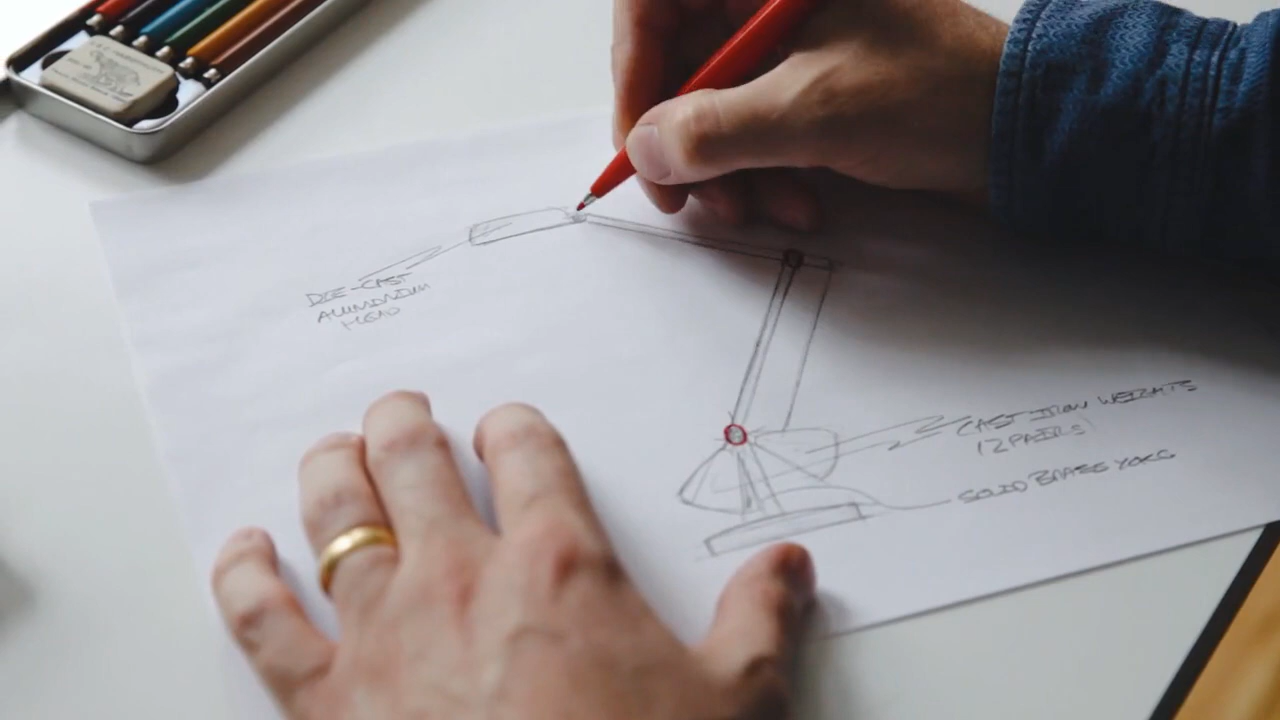 DIE-CAST
ALUMINIUM
HEAD
CAST IRON WEIGHTS
(2 PAIRS)
SOLID BRASS YOKE